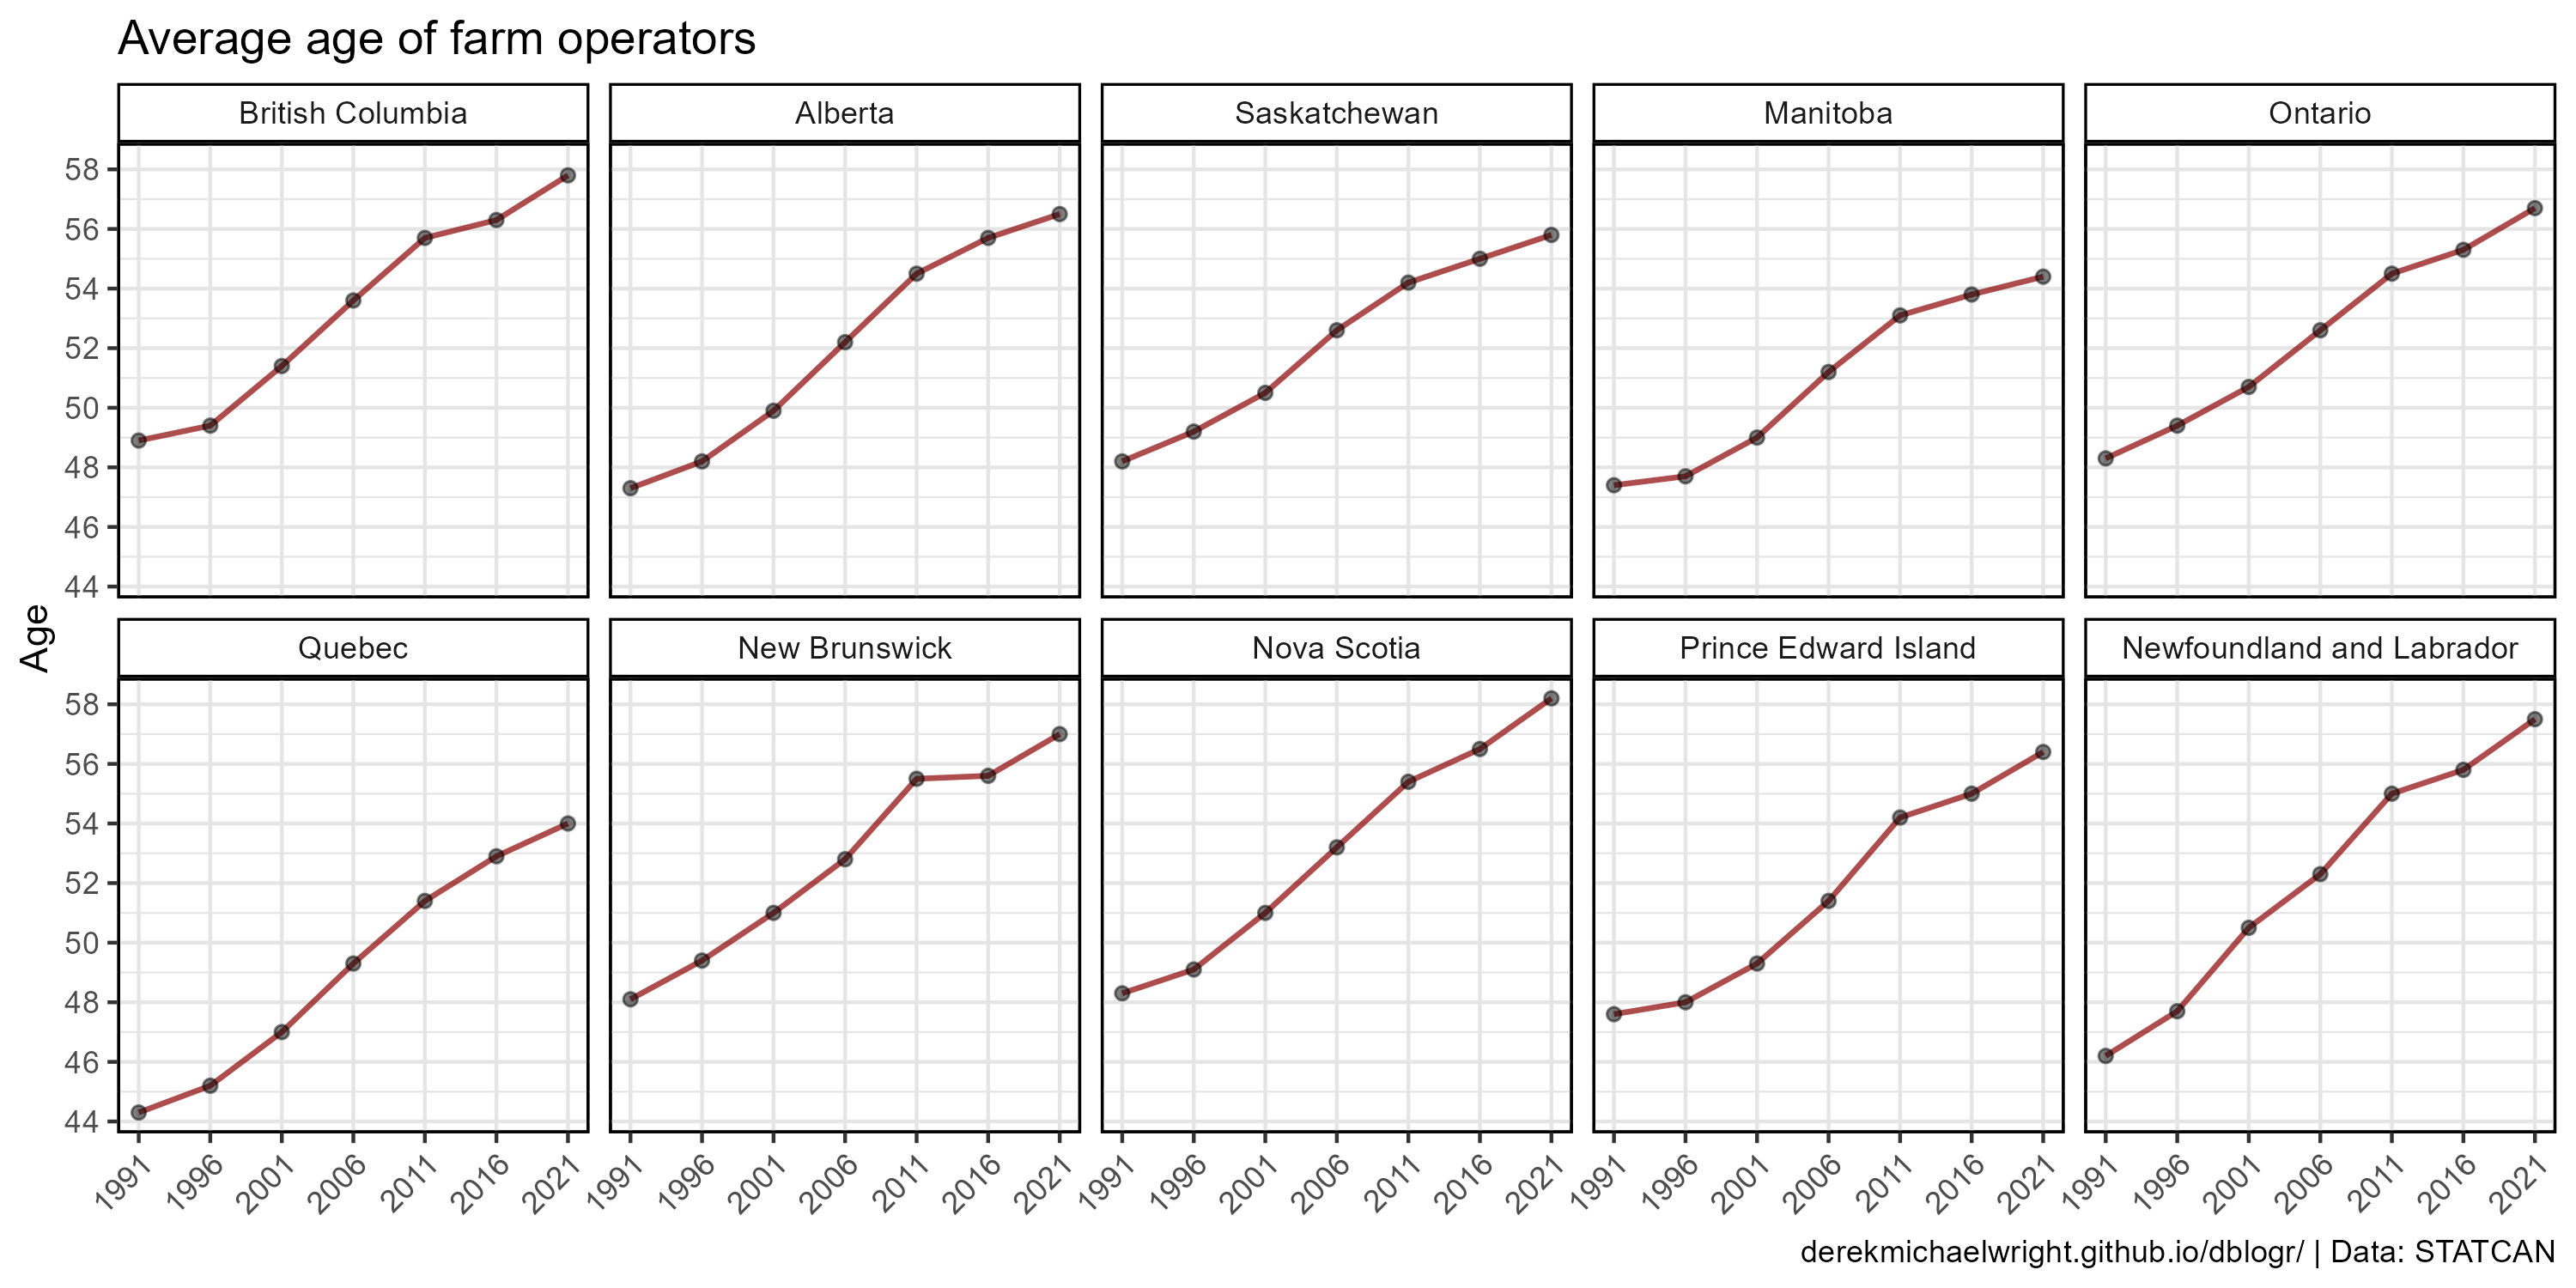 Average age of farm operators
British Columbia Alberta Saskatchewan Manitoba Ontario
58
56
54
52
50
48
46
44
Age
Quebec New Brunswick Nova Scotia Prince Edward Island Newfoundland and Labrador
58
56
54
52
50
48
46
44
1991 1996 2001 2006 2011 2016 2021 1991 1996 2001 2006 2011 2016 2021 1991 1996 2001 2006 2011 2016 2021 1991 1996 2001 2006 2011 2016 2021 1991 1996 2001 2006 2011 2016 2021
derekmichaelwright.github.io/dblogr/ | Data: STATCAN